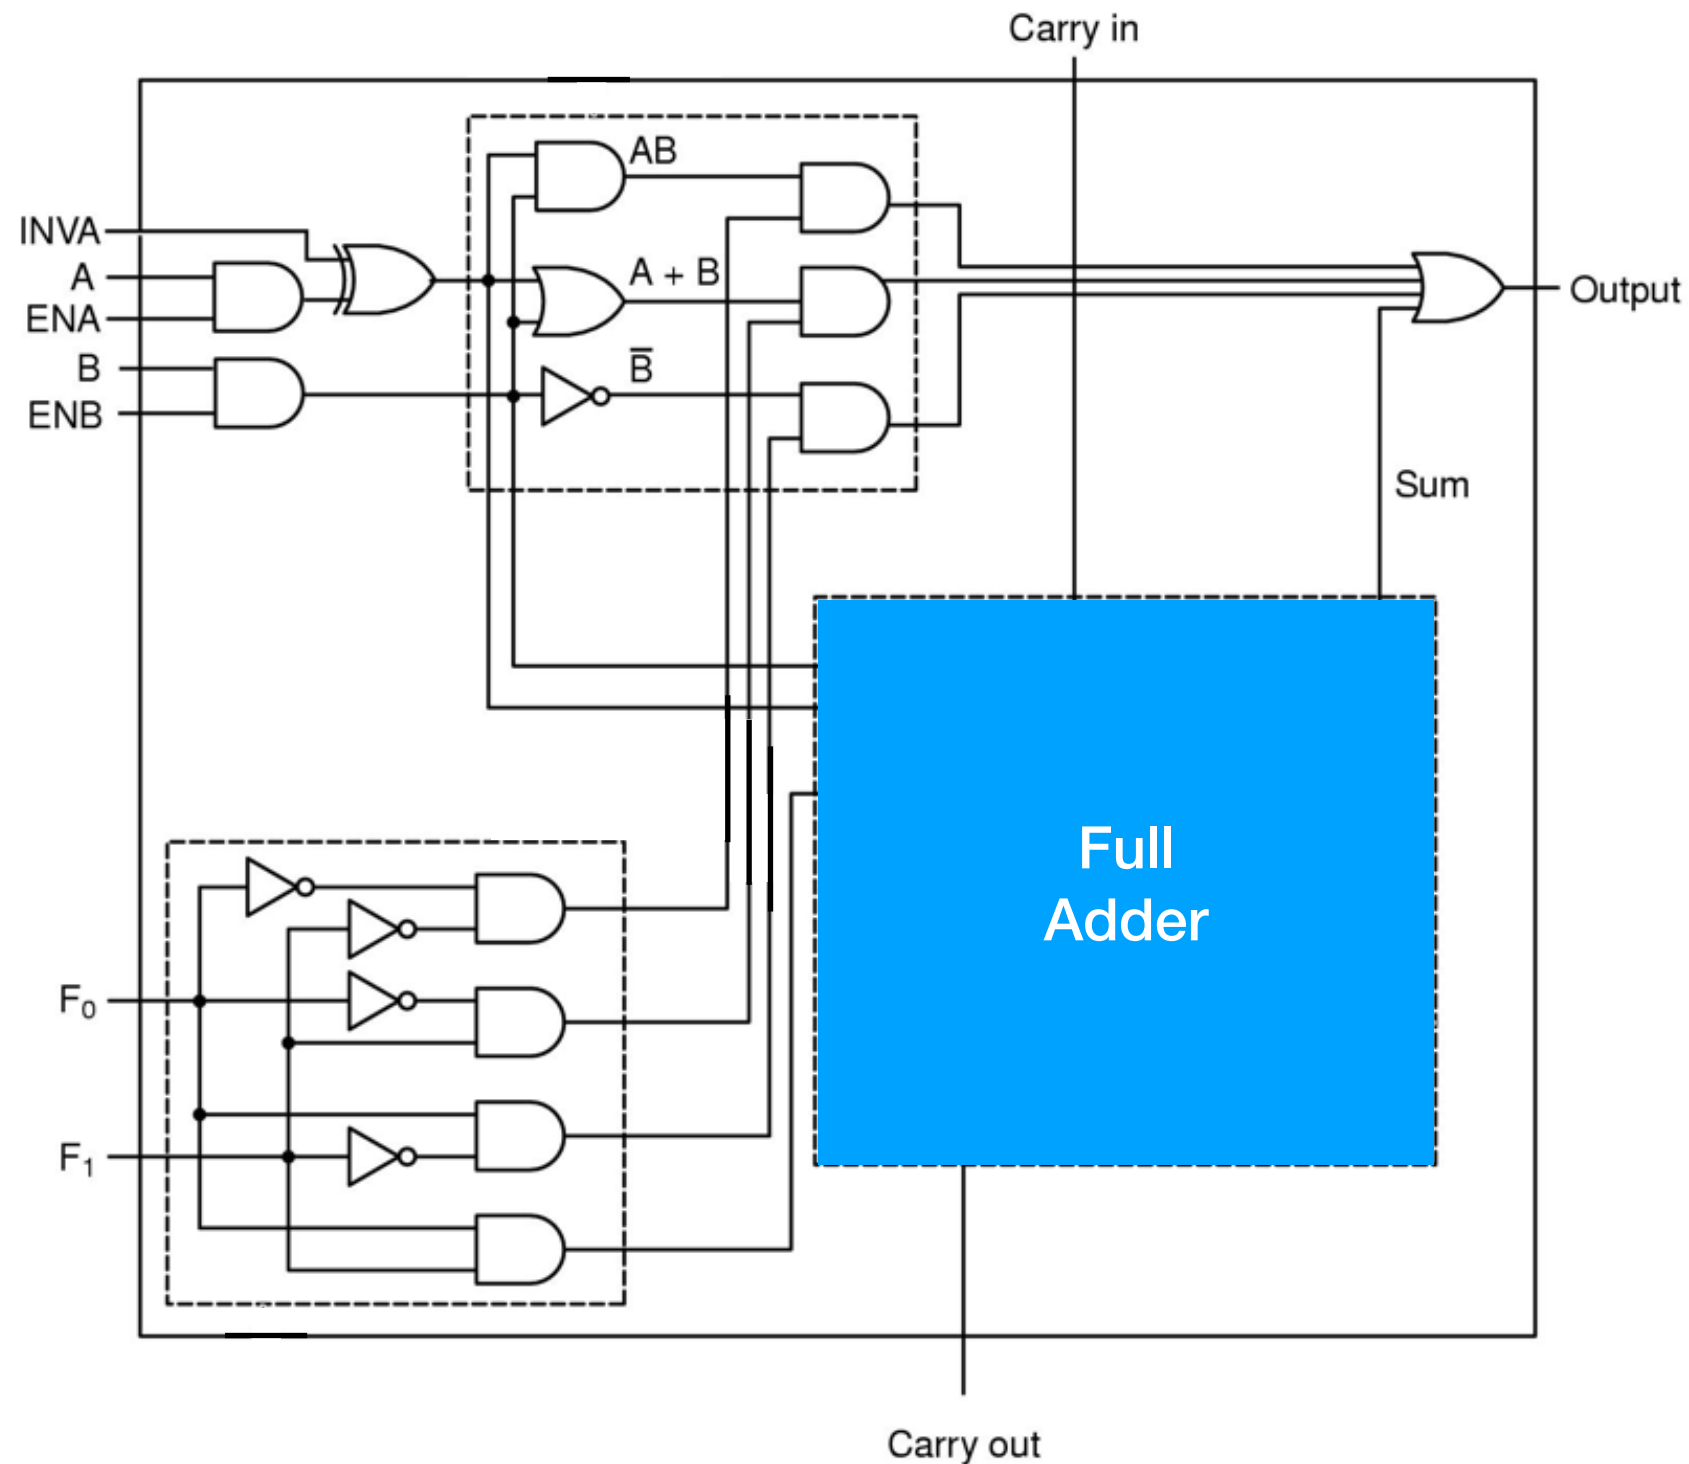 Carry in
AB
INVA
A
ENA
A + B
Output
B
B̅
ENB
Sum
Full
Adder
F₀
F₁
Carry out